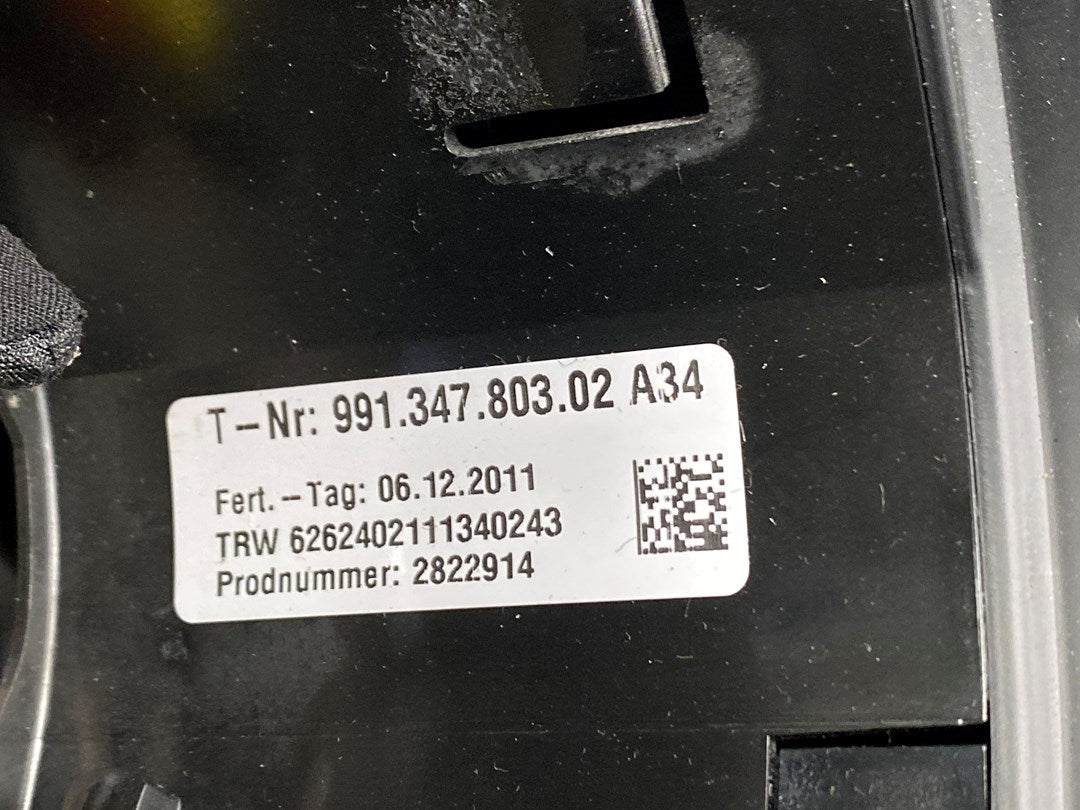 T-Nr: 991.347.803.02 A34
Fert.-Tag: 06.12.2011
TRW 6262402111340243
Prodnummer: 2822914